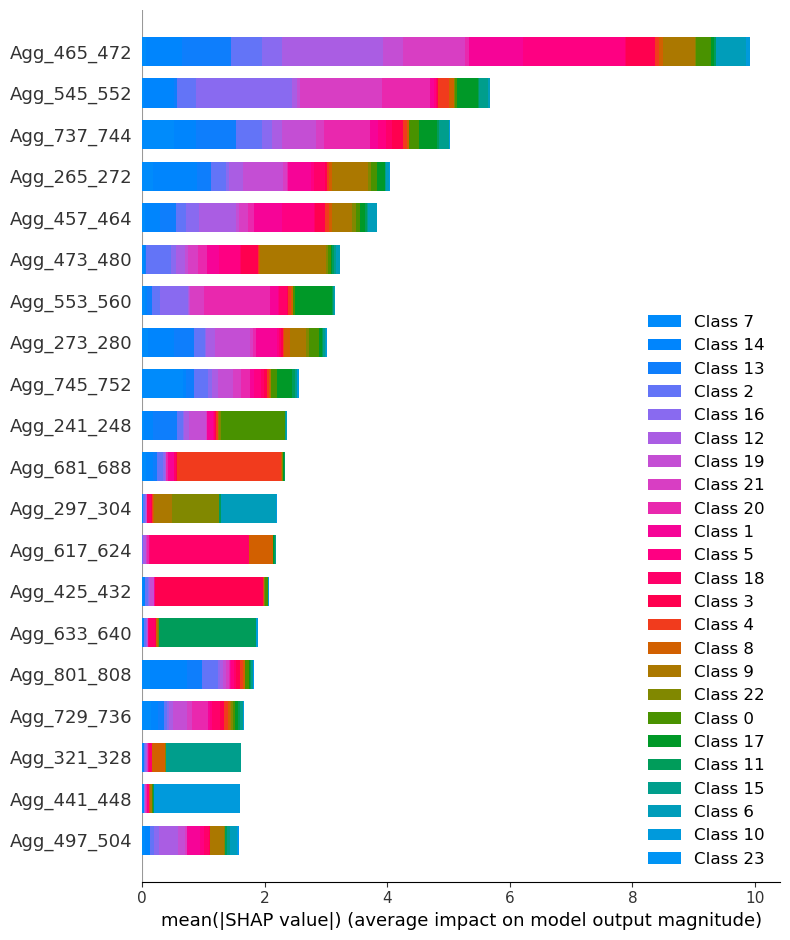 Agg_465_472
Agg_545_552
Agg_737_744
Agg_265_272
Agg_457_464
Agg_473_480
Agg_553_560
Agg_273_280
Agg_745_752
Agg_241_248
Agg_681_688
Agg_297_304
Agg_617_624
Agg_425_432
Agg_633_640
Agg_801_808
Agg_729_736
Agg_321_328
Agg_441_448
Agg_497_504
Class 7
Class 14
Class 13
Class 2
Class 16
Class 12
Class 19
Class 21
Class 20
Class 1
Class 5
Class 18
Class 3
Class 4
Class 8
Class 9
Class 22
Class 0
Class 17
Class 11
Class 15
Class 6
Class 10
Class 23
0 2 4 6 8 10
mean(|SHAP value|) (average impact on model output magnitude)